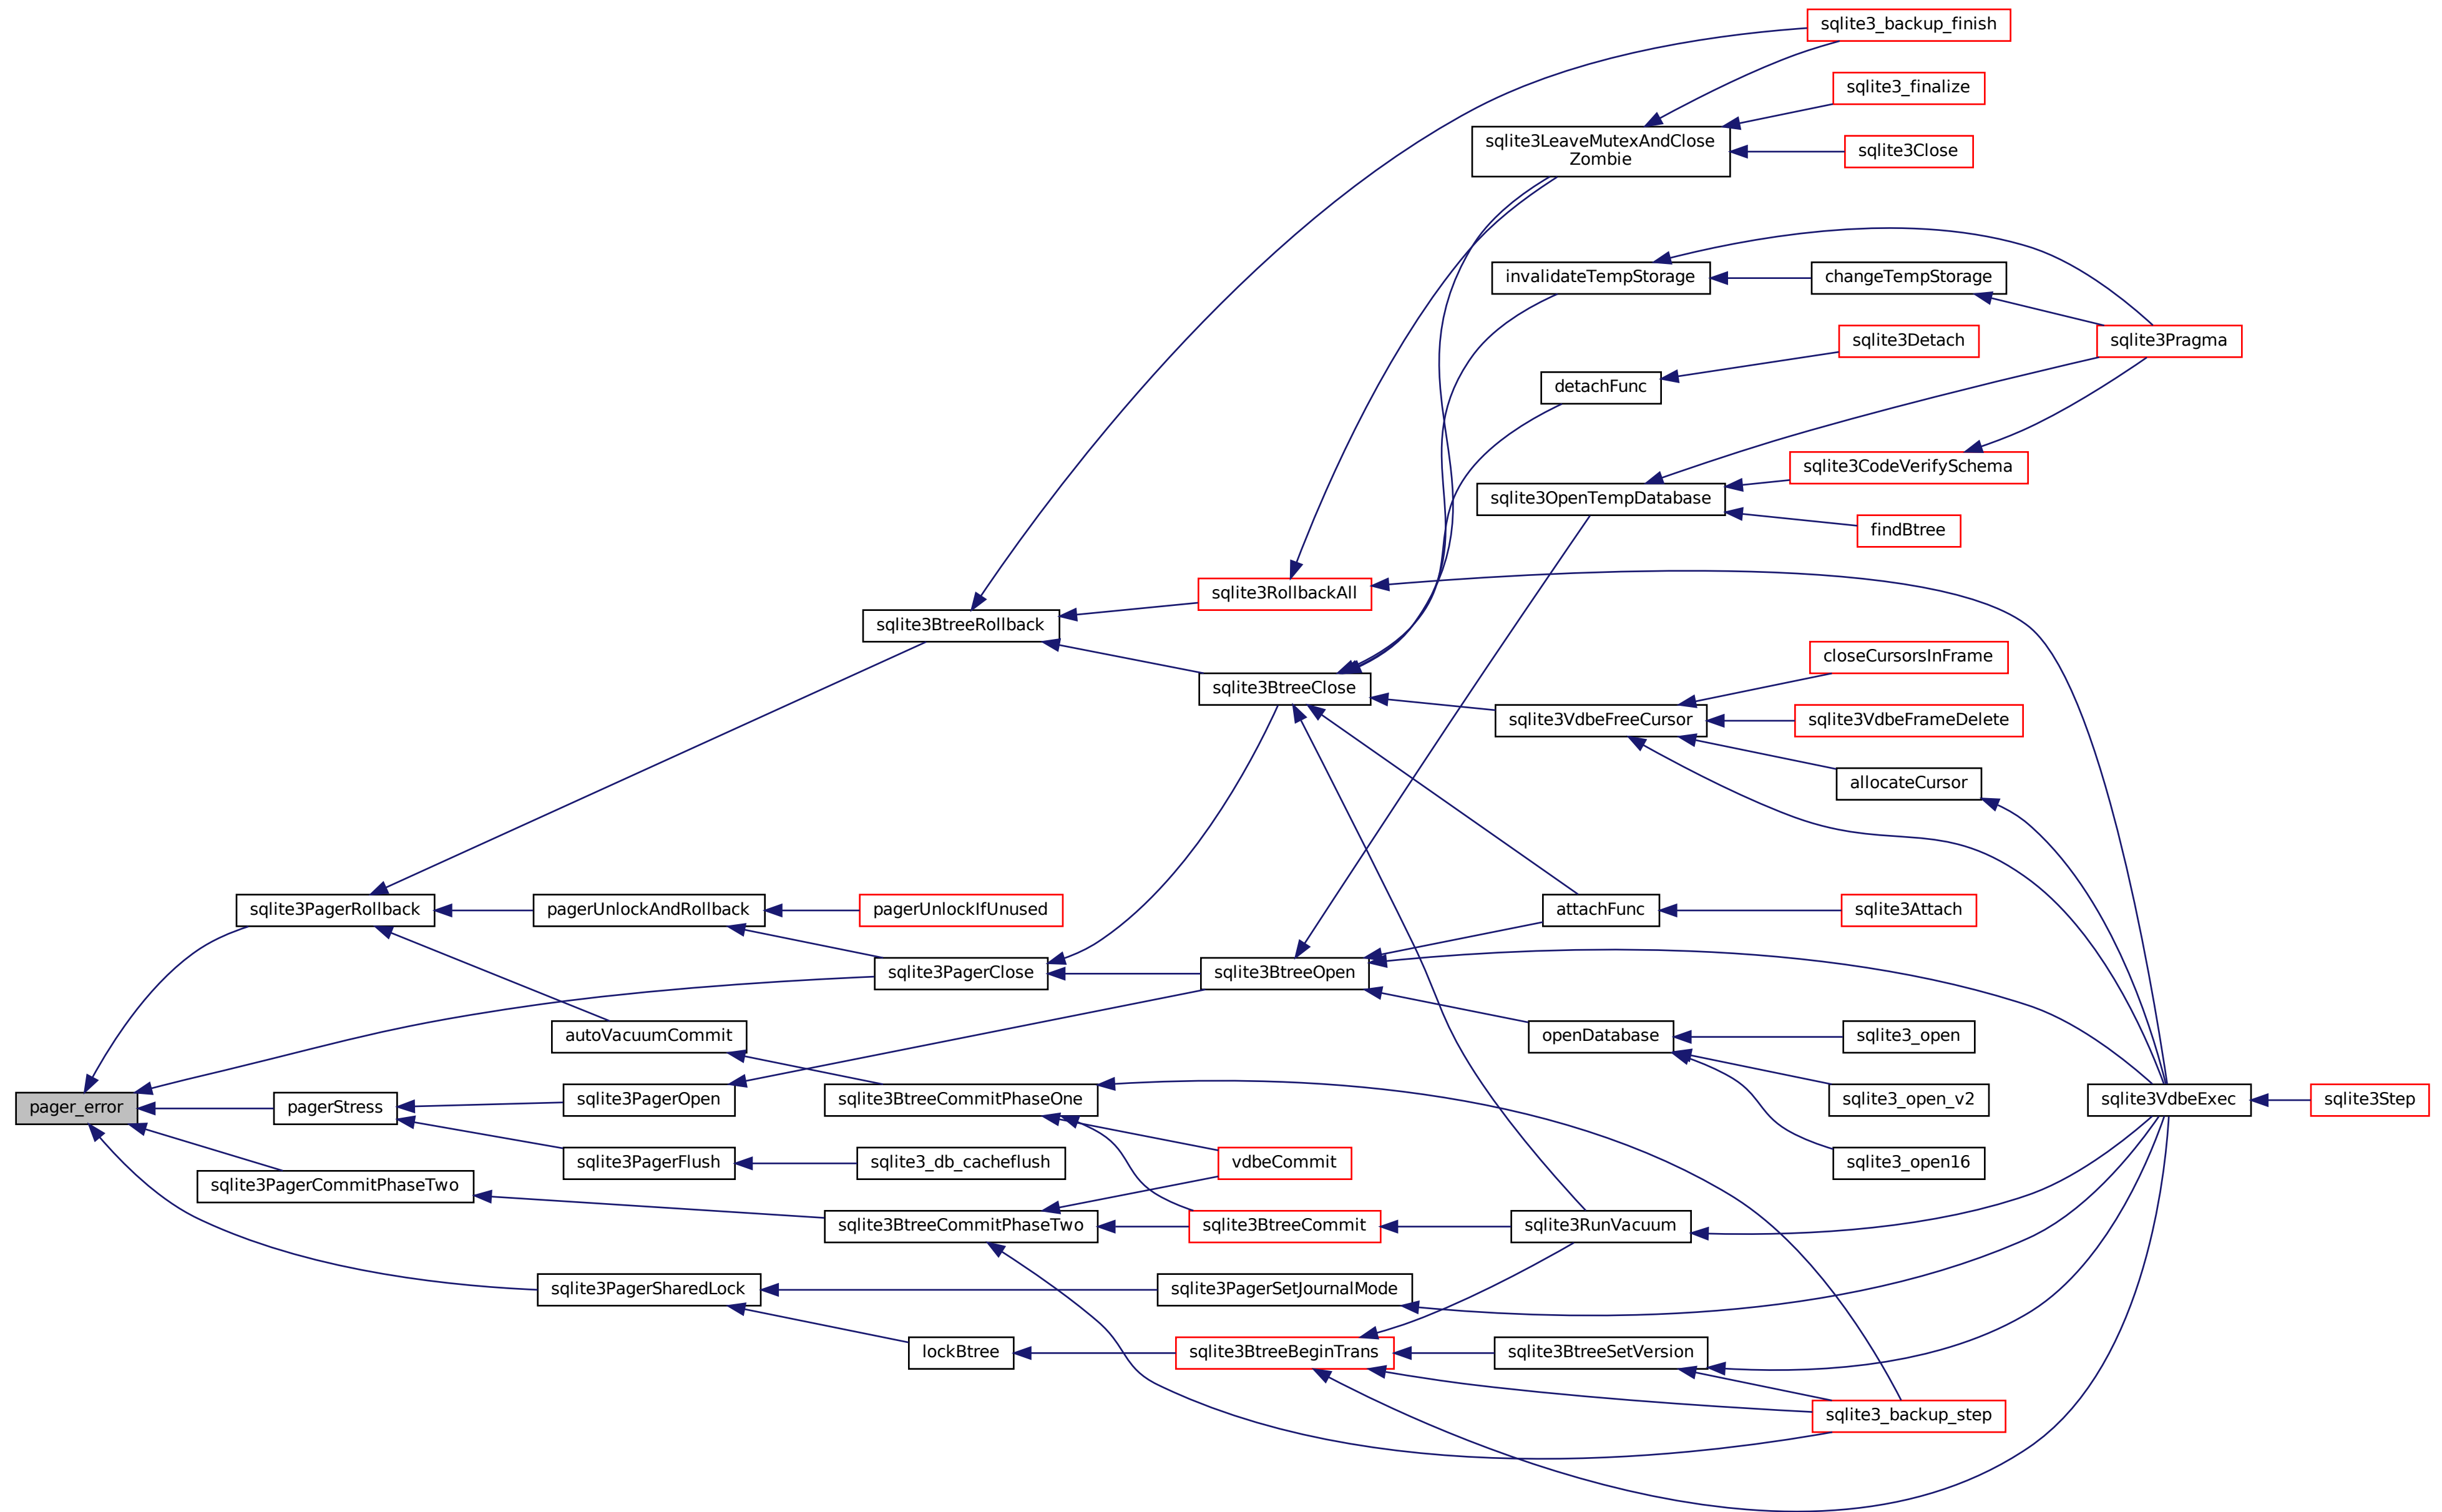 sqlite3_backup_finish
sqlite3_finalize
sqlite3LeaveMutexAndClose
Zombie
sqlite3Close
invalidateTempStorage
changeTempStorage
sqlite3Detach
sqlite3Pragma
detachFunc
sqlite3CodeVerifySchema
sqlite3OpenTempDatabase
findBtree
sqlite3RollbackAll
sqlite3BtreeRollback
closeCursorsInFrame
sqlite3BtreeClose
sqlite3VdbeFreeCursor
sqlite3VdbeFrameDelete
allocateCursor
sqlite3PagerRollback
pagerUnlockAndRollback
pagerUnlockIfUnused
attachFunc
sqlite3Attach
sqlite3PagerClose
sqlite3BtreeOpen
autoVacuumCommit
openDatabase
sqlite3_open
pager_error
pagerStress
sqlite3PagerOpen
sqlite3BtreeCommitPhaseOne
sqlite3_open_v2
sqlite3VdbeExec
sqlite3Step
sqlite3PagerFlush
sqlite3_db_cacheflush
vdbeCommit
sqlite3_open16
sqlite3PagerCommitPhaseTwo
sqlite3BtreeCommitPhaseTwo
sqlite3BtreeCommit
sqlite3RunVacuum
sqlite3PagerSharedLock
sqlite3PagerSetJournalMode
lockBtree
sqlite3BtreeBeginTrans
sqlite3BtreeSetVersion
sqlite3_backup_step